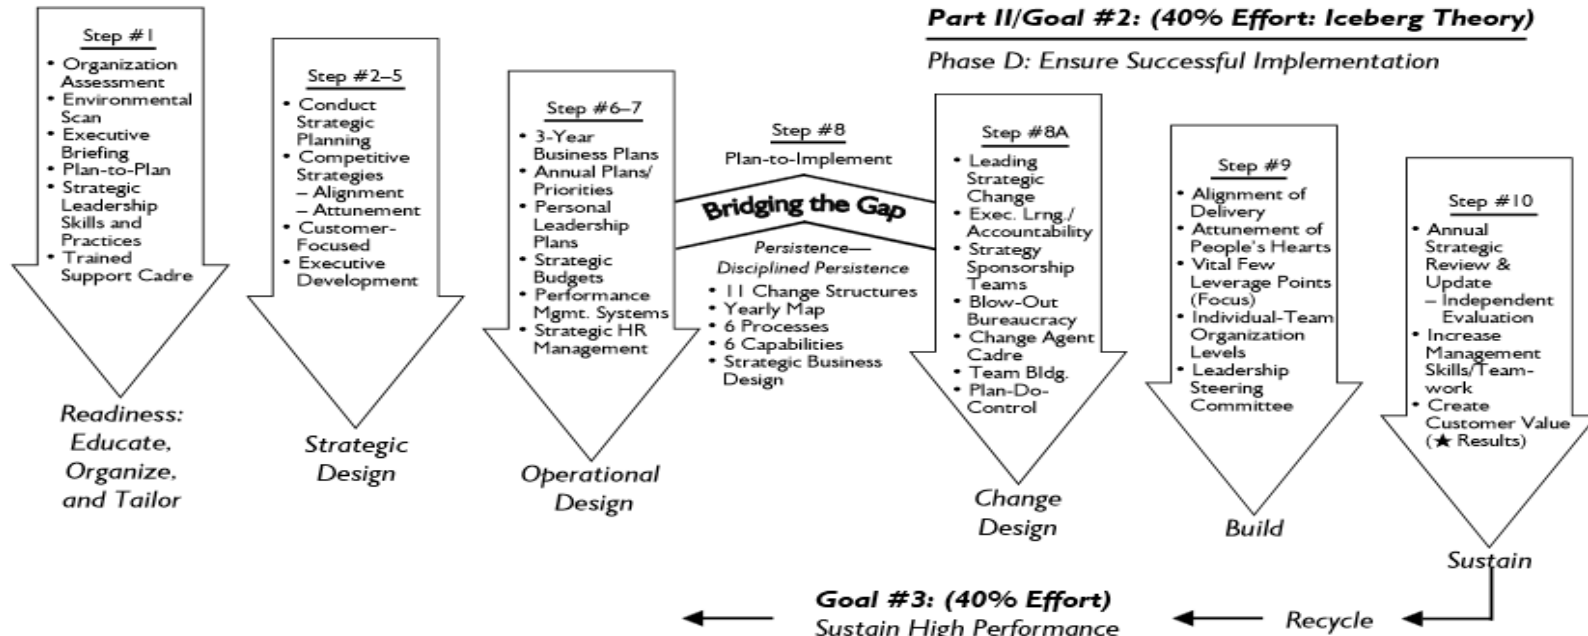 Part II/Goal #2: (40% Effort: Iceberg Theory)
Phase D: Ensure Successful Implementation
Step #1
• Organization
Assessment
• Environmental
Scan
• Executive
Briefing
• Plan-to-Plan
• Strategic
Leadership
Skills and
Practices
• Trained
Support Cadre
Readiness:
Educate,
Organize,
and Tailor
Step #2–5
• Conduct
Strategic
Planning
• Competitive
Strategies
– Alignment
– Attunement
• Customer-
Focused
• Executive
Development
Strategic
Design
Step #6–7
• 3-Year
Business Plans
• Annual Plans/
Priorities
• Personal
Leadership
Plans
• Strategic
Budgets
• Performance
Mgmt. Systems
• Strategic HR
Management
Operational
Design
Step #8
Plan-to-Implement
Bridging the Gap
Persistence—
Disciplined Persistence
• 11 Change Structures
• Yearly Map
• 6 Processes
• 6 Capabilities
• Strategic Business
Design
Step #8A
• Leading
Strategic
Change
• Exec. Lrng./
Accountability
• Strategy
Sponsorship
Teams
• Blow-Out
Bureaucracy
• Change Agent
Cadre
• Team Bldg.
• Plan-Do-
Control
Change
Design
Step #9
• Alignment of
Delivery
• Attunement of
People's Hearts
• Vital Few
Leverage Points
(Focus)
• Individual-Team
Organization
Levels
• Leadership
Steering
Committee
Build
Step #10
• Annual
Strategic
Review &
Update
– Independent
Evaluation
• Increase
Management
Skills/Team-
work
• Create
Customer Value
(★ Results)
Sustain
Recycle
Goal #3: (40% Effort)
Sustain High Performance